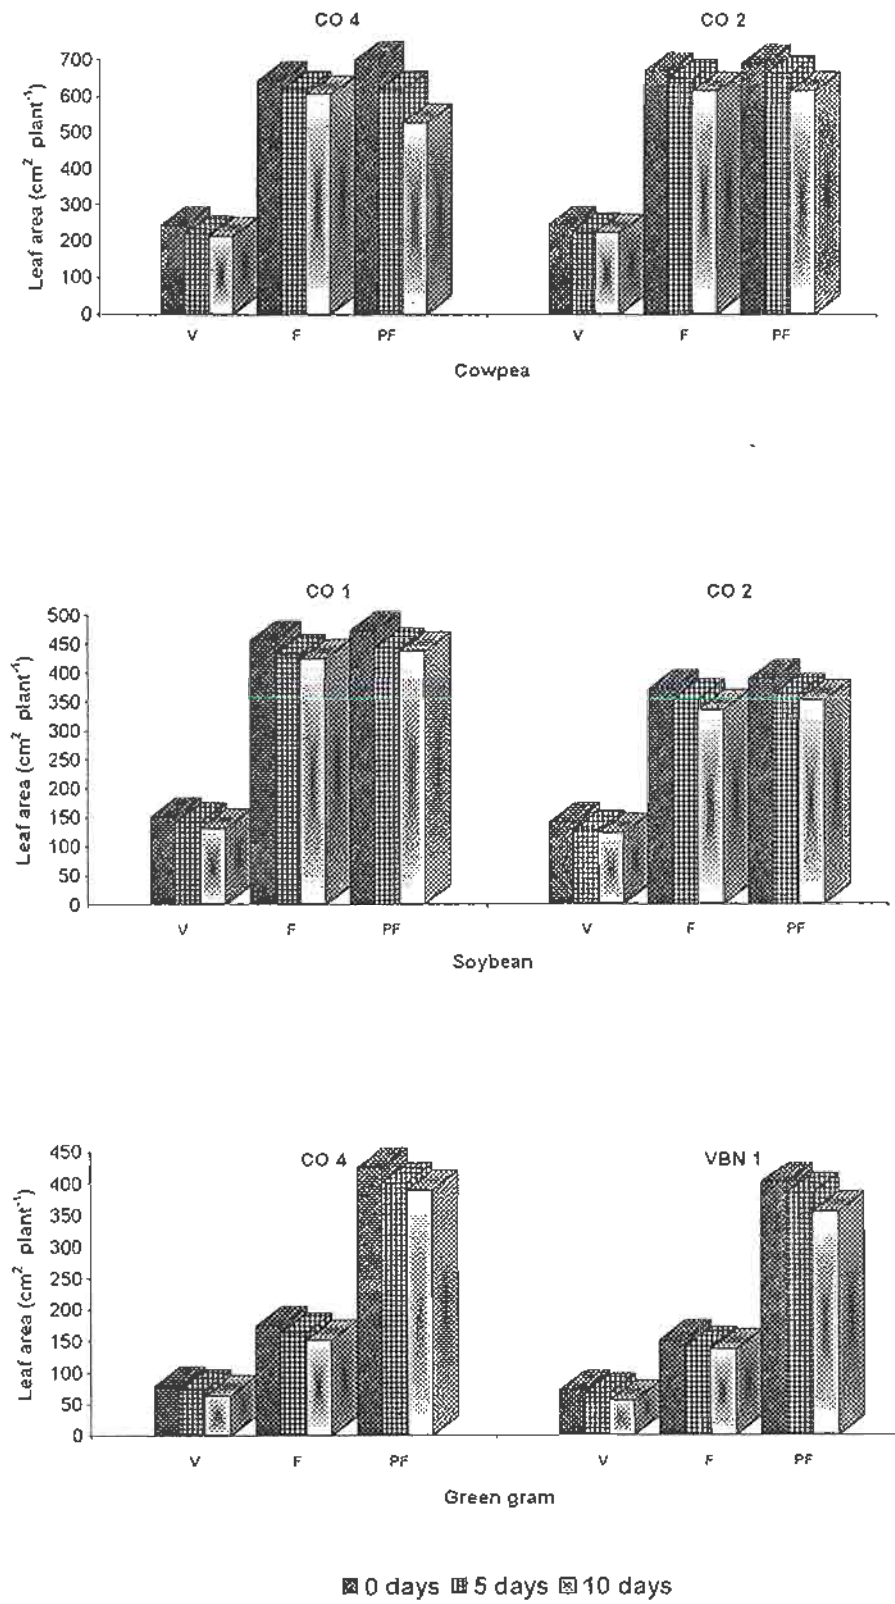 CO 4 CO 2
Leaf area (cm² plant⁻¹)
700
600
500
400
300
200
100
0
V F PF V F PF
Cowpea
CO 1 CO 2
Leaf area (cm² plant⁻¹)
500
450
400
350
300
250
200
150
100
50
0
V F PF V F PF
Soybean
CO 4 VBN 1
Leaf area (cm² plant⁻¹)
450
400
350
300
250
200
150
100
50
0
V F PF V F PF
Green gram
0 days 5 days 10 days